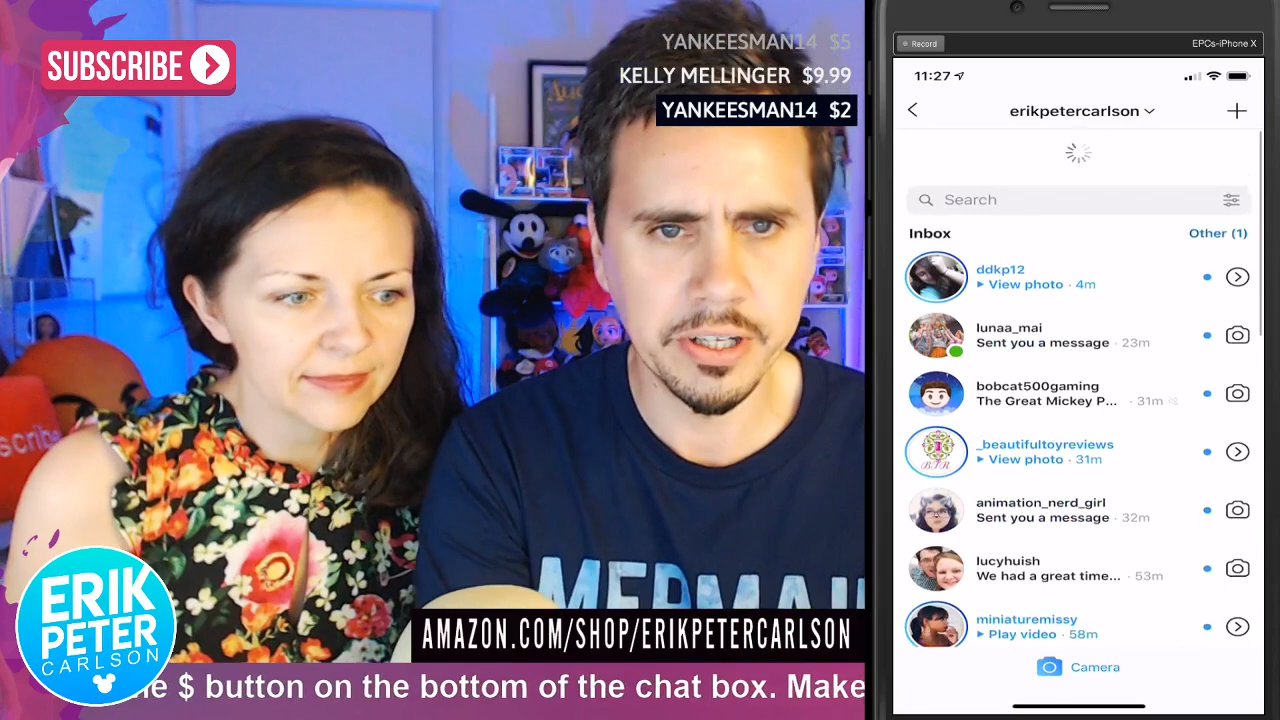 SUBSCRIBE
YANKEESMAN14 $5
KELLY MELLINGER $9.99
YANKEESMAN14 $2
scribe
MERMAI
ERIK
PETER
CARLSON
AMAZON.COM/SHOP/ERIKPETERCARLSON
$ button on the bottom of the chat box. Make
Record
EPCs-iPhone X
11:27
erikpetercarlson
Search
Inbox
Other (1)
ddkp12
View photo · 4m
lunaa_mai
Sent you a message · 23m
bobcat500gaming
The Great Mickey P... · 31m
_beautifultoyreviews
View photo · 31m
BTR
animation_nerd_girl
Sent you a message · 32m
lucyhuish
We had a great time... · 53m
miniaturemissy
Play video · 58m
Camera